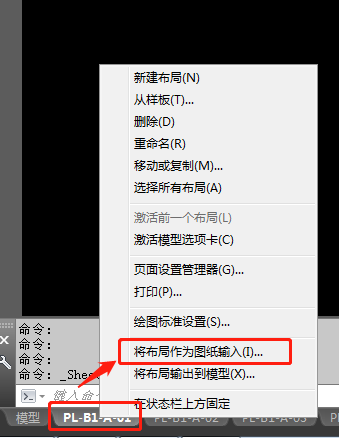 新建布局(N)
从样板(T)...
删除(D)
重命名(R)
移动或复制(M)...
选择所有布局(A)
激活前一个布局(L)
激活模型选项卡(C)
页面设置管理器(G)...
打印(P)...
绘图标准设置(S)...
将布局作为图纸输入(I)...
将布局输出到模型(X)...
在状态栏上方固定
命令:
命令:
命令:
命令: _Shee
键入命令
模型 PL-B1-A-01 PL-B1-A-02 PL-B1-A-03